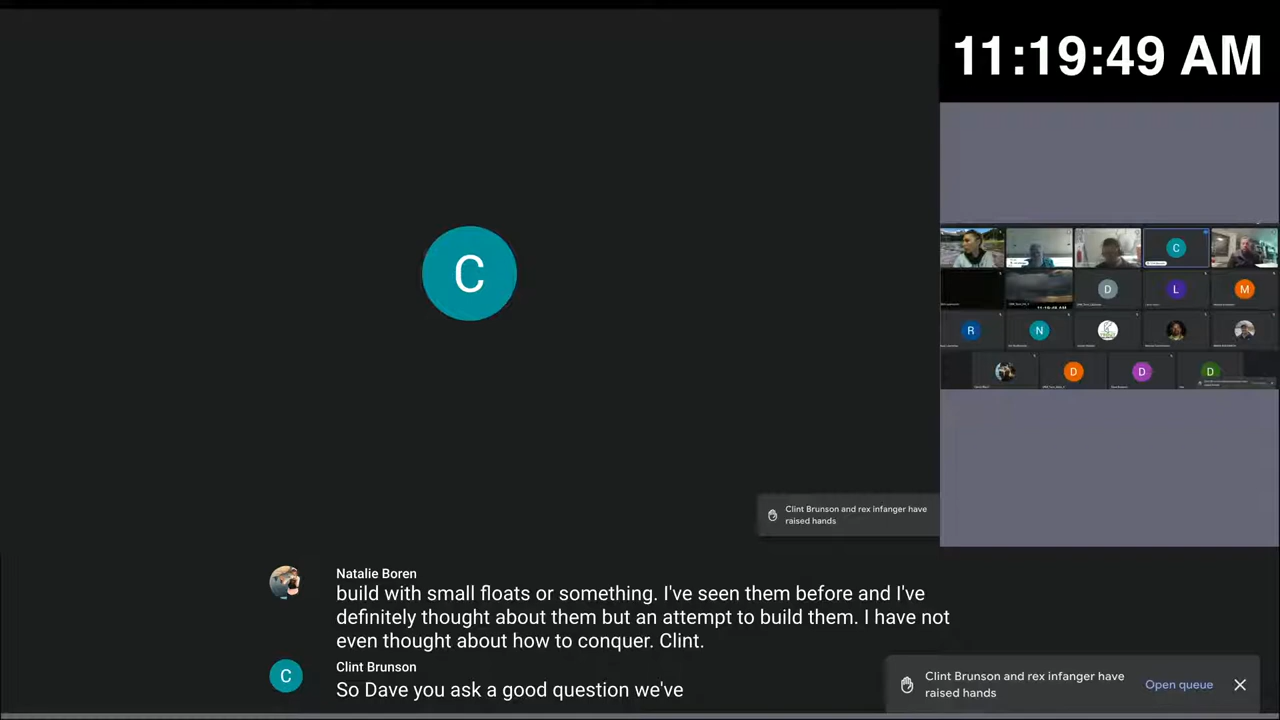 11:19:49 AM
C
C
D
L
M
R
N
D
D
D
Clint Brunson and rex infanger have
raised hands
Natalie Boren
build with small floats or something. I've seen them before and I've
definitely thought about them but an attempt to build them. I have not
even thought about how to conquer. Clint.
C
Clint Brunson
So Dave you ask a good question we've
Clint Brunson and rex infanger have
raised hands
Open queue